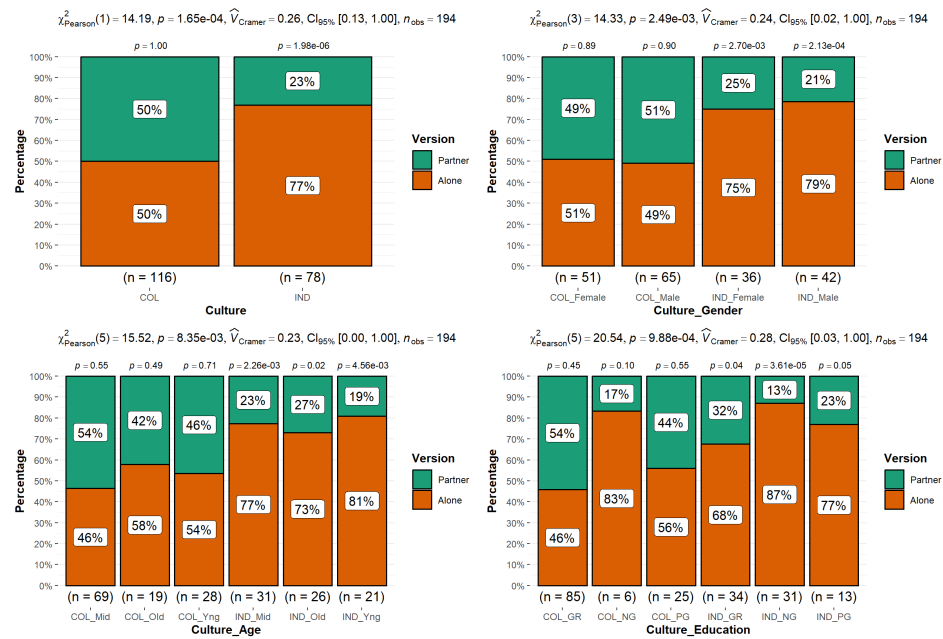 χ²Pearson(1) = 14.19, p = 1.65e-04, V̂Cramer = 0.26, CI95% [0.13, 1.00], nobs = 194
p = 1.00
p = 1.98e-06
100%
90%
80%
70%
60%
50%
40%
30%
20%
10%
0%
Percentage
50%
23%
50%
77%
(n = 116)
(n = 78)
COL
IND
Culture
Version
Partner
Alone
χ²Pearson(3) = 14.33, p = 2.49e-03, V̂Cramer = 0.24, CI95% [0.02, 1.00], nobs = 194
p = 0.89
p = 0.90
p = 2.70e-03
p = 2.13e-04
100%
90%
80%
70%
60%
50%
40%
30%
20%
10%
0%
Percentage
49%
51%
25%
21%
51%
49%
75%
79%
(n = 51)
(n = 65)
(n = 36)
(n = 42)
COL_Female
COL_Male
IND_Female
IND_Male
Culture_Gender
Version
Partner
Alone
χ²Pearson(5) = 15.52, p = 8.35e-03, V̂Cramer = 0.23, CI95% [0.00, 1.00], nobs = 194
p = 0.55
p = 0.49
p = 0.71
p = 2.26e-03
p = 0.02
p = 4.56e-03
100%
90%
80%
70%
60%
50%
40%
30%
20%
10%
0%
Percentage
54%
42%
46%
23%
27%
19%
46%
58%
54%
77%
73%
81%
(n = 69)
(n = 19)
(n = 28)
(n = 31)
(n = 26)
(n = 21)
COL_Mid
COL_Old
COL_Yng
IND_Mid
IND_Old
IND_Yng
Culture_Age
Version
Partner
Alone
χ²Pearson(5) = 20.54, p = 9.88e-04, V̂Cramer = 0.28, CI95% [0.03, 1.00], nobs = 194
p = 0.45
p = 0.10
p = 0.55
p = 0.04
p = 3.61e-05
p = 0.05
100%
90%
80%
70%
60%
50%
40%
30%
20%
10%
0%
Percentage
54%
17%
44%
32%
13%
23%
46%
83%
56%
68%
87%
77%
(n = 85)
(n = 6)
(n = 25)
(n = 34)
(n = 31)
(n = 13)
COL_GR
COL_NG
COL_PG
IND_GR
IND_NG
IND_PG
Culture_Education
Version
Partner
Alone